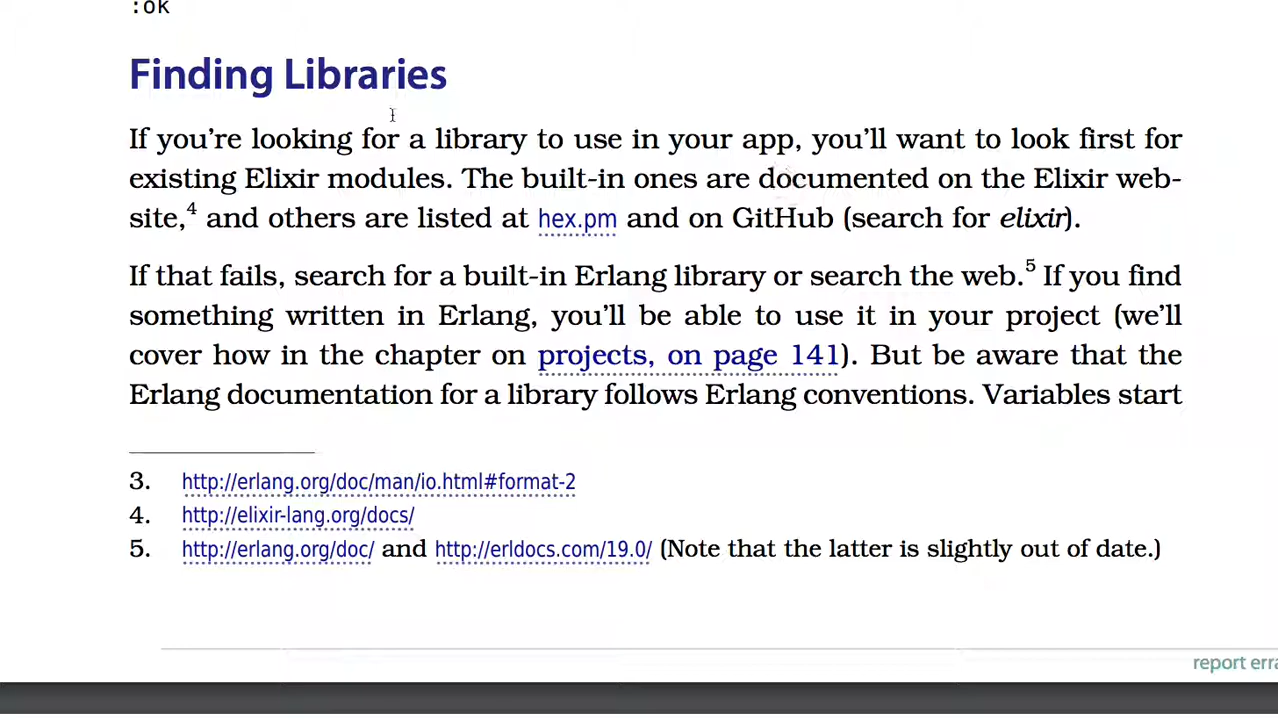 :ok
Finding Libraries
If you’re looking for a library to use in your app, you’ll want to look first for
existing Elixir modules. The built-in ones are documented on the Elixir web-
site,4 and others are listed at hex.pm and on GitHub (search for elixir).
If that fails, search for a built-in Erlang library or search the web.5 If you find
something written in Erlang, you’ll be able to use it in your project (we’ll
cover how in the chapter on projects, on page 141). But be aware that the
Erlang documentation for a library follows Erlang conventions. Variables start
3. http://erlang.org/doc/man/io.html#format-2
4. http://elixir-lang.org/docs/
5. http://erlang.org/doc/ and http://erldocs.com/19.0/ (Note that the latter is slightly out of date.)
report erra